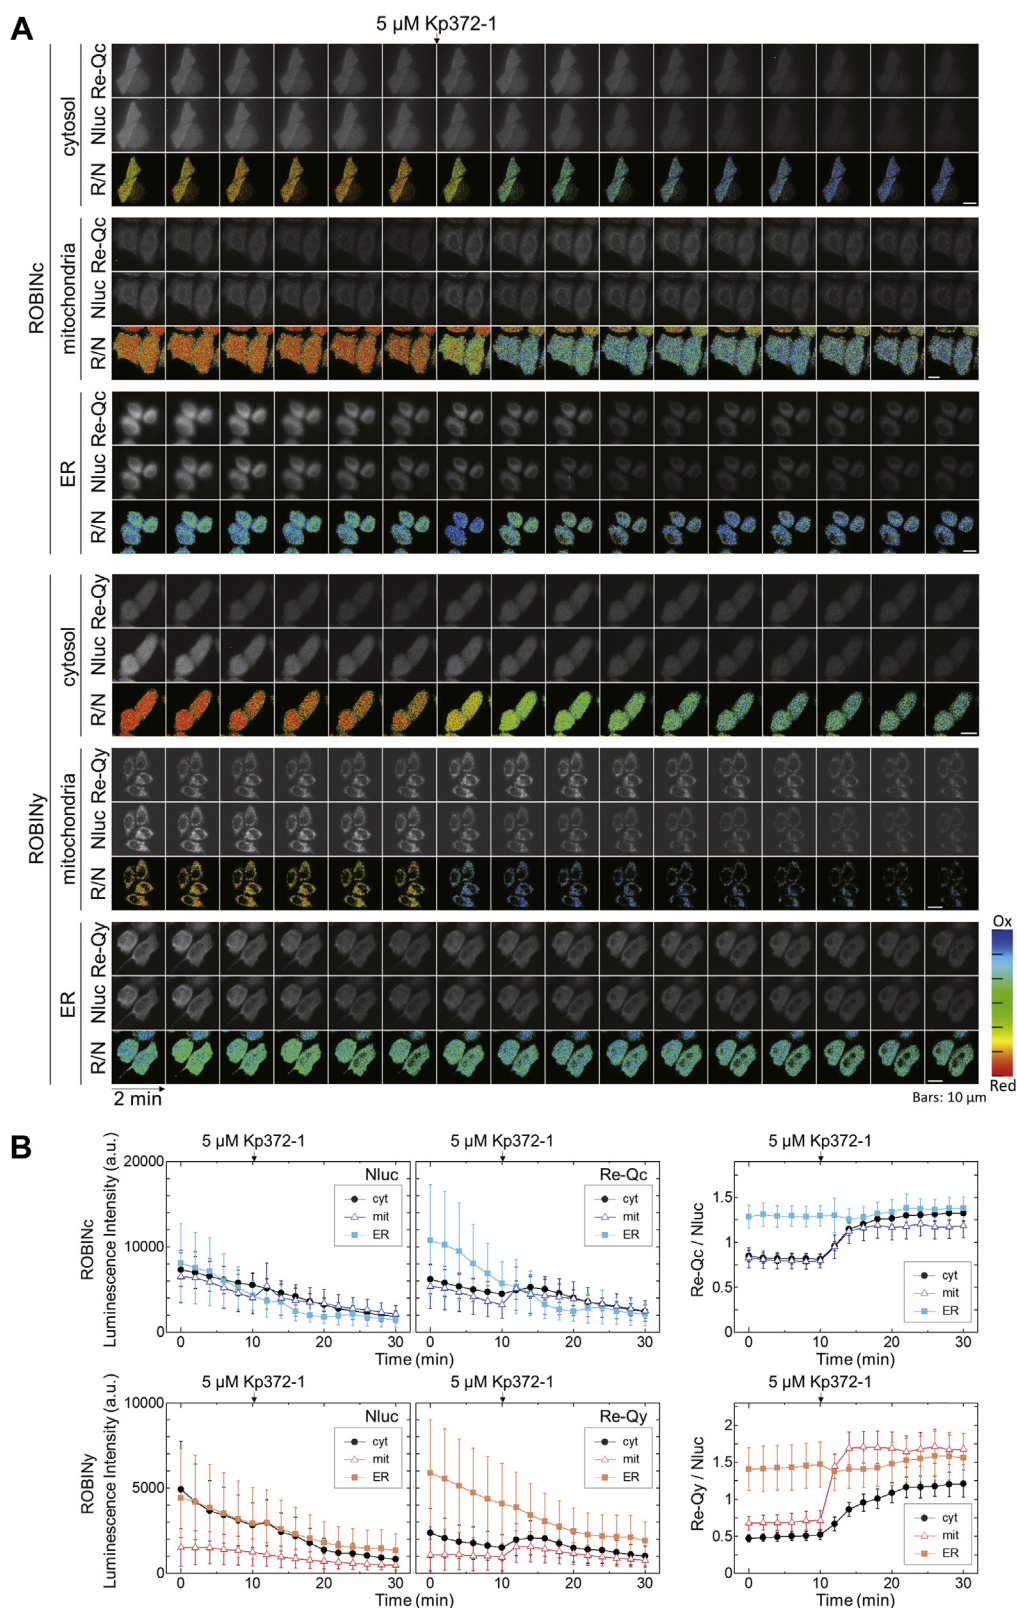 A
5 µM Kp372-1
ROBINc
cytosol
Re-Qc
Nluc
R/N
mitochondria
Re-Qc
Nluc
R/N
ER
Re-Qc
Nluc
R/N
ROBINy
cytosol
Re-Qy
Nluc
R/N
mitochondria
Re-Qy
Nluc
R/N
ER
Re-Qy
Nluc
R/N
Ox
Red
2 min
Bars: 10 µm
B
5 µM Kp372-1
5 µM Kp372-1
5 µM Kp372-1
ROBINc
Luminescence Intensity (a.u.)
20000
10000
0
Nluc
cyt
mit
ER
0
10
20
30
Re-Qc
cyt
mit
ER
0
10
20
30
Time (min)
Time (min)
Re-Qc / Nluc
1.5
1
0.5
0
cyt
mit
ER
0
10
20
30
Time (min)
5 µM Kp372-1
5 µM Kp372-1
5 µM Kp372-1
ROBINy
Luminescence Intensity (a.u.)
10000
5000
0
Nluc
cyt
mit
ER
0
10
20
30
Re-Qy
cyt
mit
ER
0
10
20
30
Time (min)
Time (min)
Re-Qy / Nluc
2
1.5
1
0.5
0
cyt
mit
ER
0
10
20
30
Time (min)